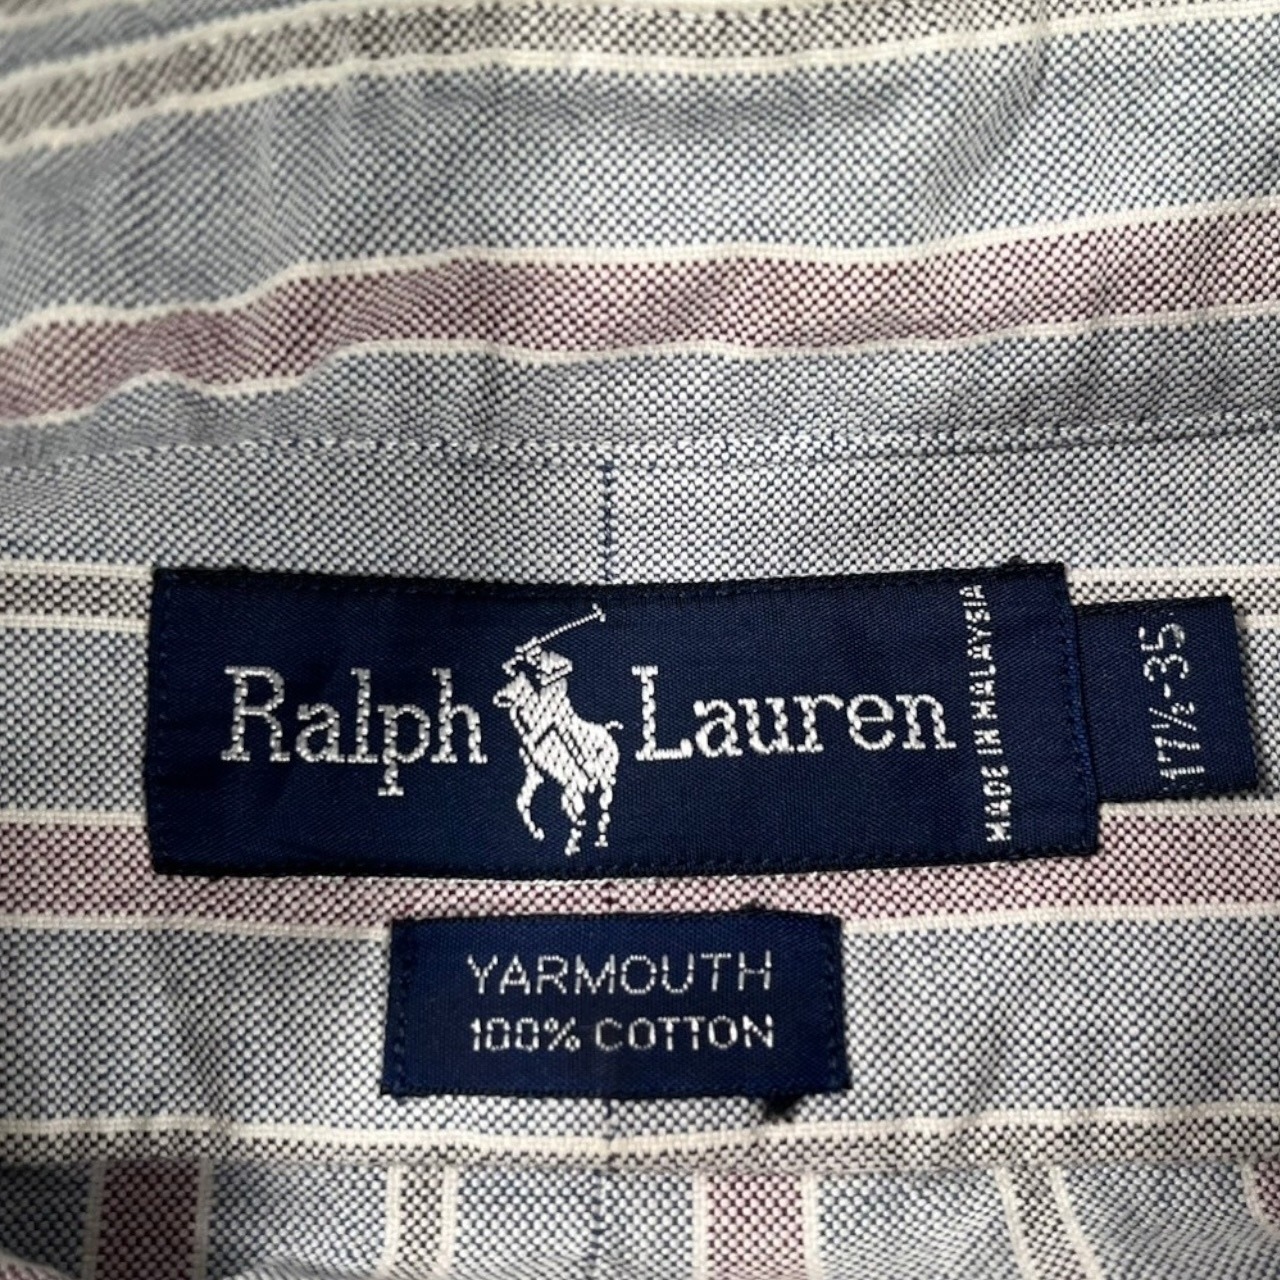 Ralph Lauren
MADE IN MALAYSIA
17½-35
YARMOUTH
100% COTTON